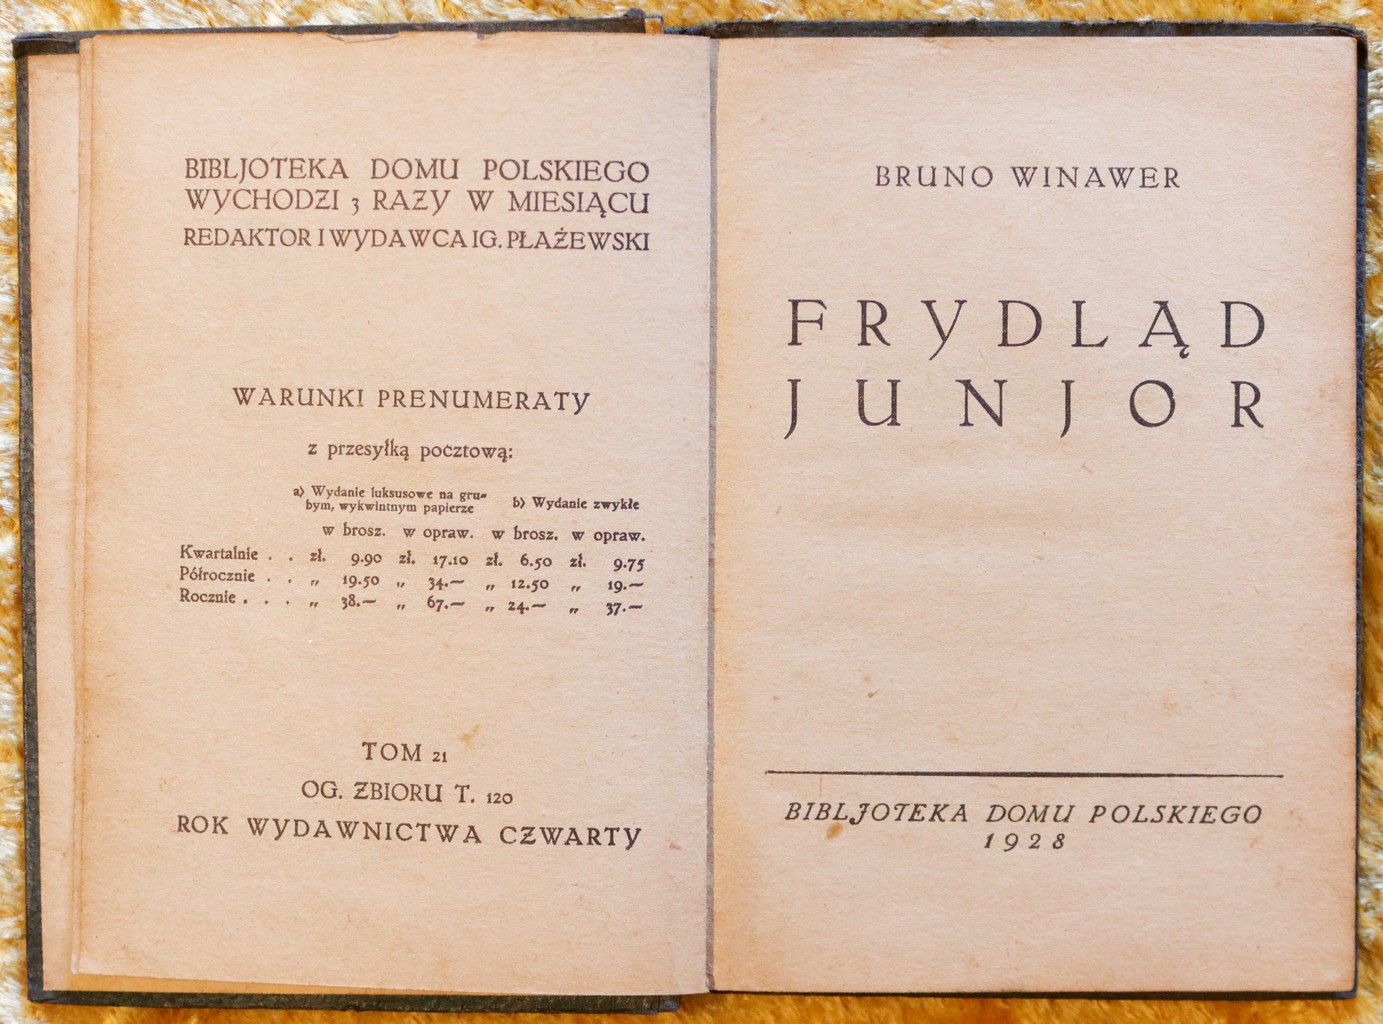 BIBLJOTEKA DOMU POLSKIEGO
WYCHODZI 3 RAZY W MIESIĄCU
REDAKTOR I WYDAWCA IG. PŁAŻEWSKI
WARUNKI PRENUMERATY
z przesyłką pocztową:
a) Wydanie luksusowe na gru-
bym, wykwintnym papierze
b) Wydanie zwykłe
w brosz. w opraw. w brosz. w opraw.
Kwartalnie . . zł. 9.90 zł. 17.10 zł. 6.50 zł. 9.75
Półrocznie . . „ 19.50 „ 34.— „ 12.50 „ 19.—
Rocznie . . . „ 38.— „ 67.— „ 24.— „ 37.—
TOM 21
OG. ZBIORU T. 120
ROK WYDAWNICTWA CZWARTY
BRUNO WINAWER
FRYDLĄD
JUNJOR
BIBLJOTEKA DOMU POLSKIEGO
1928